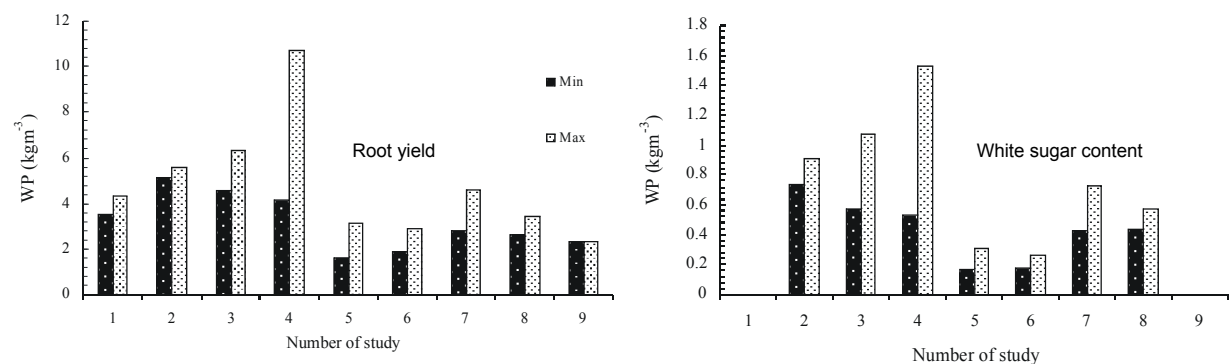 12
10
8
6
4
2
0
WP (kgm⁻³)
Min
Max
Root yield
1 2 3 4 5 6 7 8 9
Number of study
1.8
1.6
1.4
1.2
1
0.8
0.6
0.4
0.2
0
WP (kgm⁻³)
White sugar content
1 2 3 4 5 6 7 8 9
Number of study